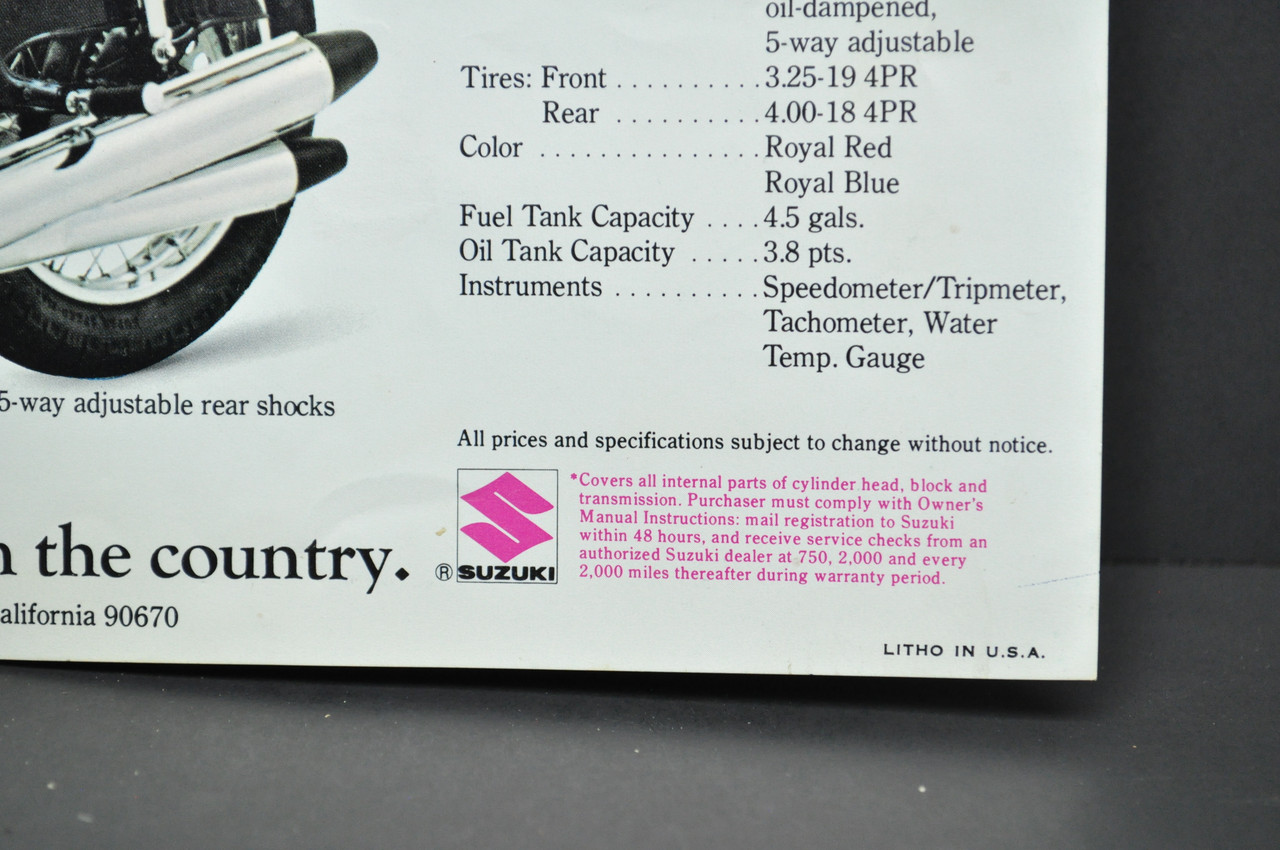 oil-dampened,
5-way adjustable
Tires: Front .......... 3.25-19 4PR
Rear .......... 4.00-18 4PR
Color ............... Royal Red
Royal Blue
Fuel Tank Capacity .... 4.5 gals.
Oil Tank Capacity ..... 3.8 pts.
Instruments .......... Speedometer/Tripmeter,
Tachometer, Water
Temp. Gauge
5-way adjustable rear shocks
All prices and specifications subject to change without notice.
*Covers all internal parts of cylinder head, block and
transmission. Purchaser must comply with Owner's
Manual Instructions: mail registration to Suzuki
within 48 hours, and receive service checks from an
authorized Suzuki dealer at 750, 2,000 and every
2,000 miles thereafter during warranty period.
® SUZUKI
the country.
alifornia 90670
LITHO IN U.S.A.